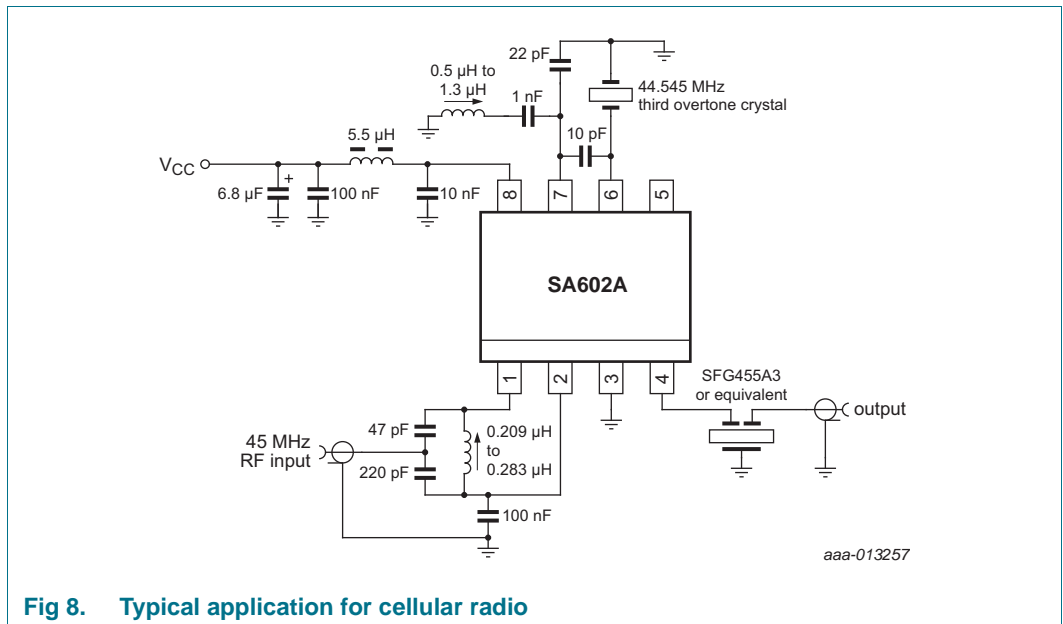 22 pF
0.5 μH to
1.3 μH
1 nF
44.545 MHz
third overtone crystal
5.5 μH
10 pF
VCC
6.8 μF
+
100 nF
10 nF
8
7
6
5
SA602A
1
2
3
4
SFG455A3
or equivalent
output
47 pF
0.209 μH
to
0.283 μH
45 MHz
RF input
220 pF
100 nF
aaa-013257
Fig 8. Typical application for cellular radio